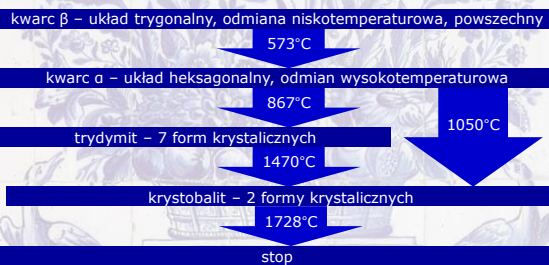 kwarc β – układ trygonalny, odmiana niskotemperaturowa, powszechny
573°C
kwarc α – układ heksagonalny, odmian wysokotemperaturowa
867°C
1050°C
trydymit – 7 form krystalicznych
1470°C
krystobalit – 2 formy krystalicznych
1728°C
stop